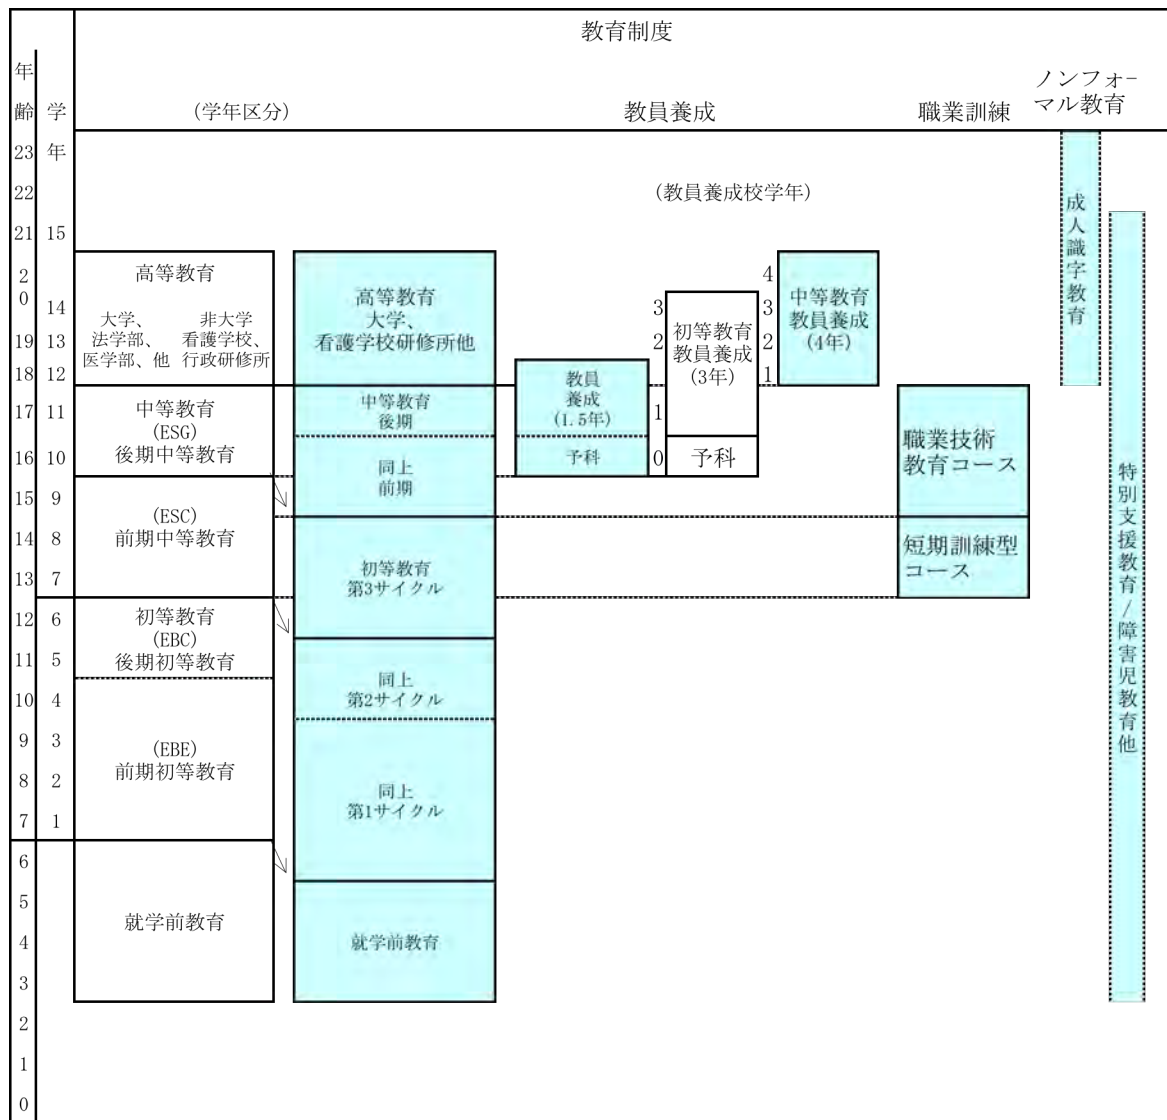 教育制度
年
齢
学
年
(学年区分)
教員養成
職業訓練
ノンフォー
マル教育
23
22
21 15
2
0
14
19 13
18 12
17 11
16 10
15 9
14 8
13 7
12 6
11 5
10 4
9 3
8 2
7 1
6
5
4
3
2
1
0
高等教育
大学、
法学部、
医学部、他
非大学
看護学校、
行政研修所
中等教育
(ESG)
後期中等教育
(ESC)
前期中等教育
初等教育
(EBC)
後期初等教育
(EBE)
前期初等教育
就学前教育
高等教育
大学、
看護学校研修所他
中等教育
後期
同上
前期
初等教育
第3サイクル
同上
第2サイクル
同上
第1サイクル
就学前教育
(教員養成校学年)
教員
養成
(1.5年)
予科
3
2
1
0
初等教育
教員養成
(3年)
予科
4
3
2
1
中等教育
教員養成
(4年)
職業技術
教育コース
短期訓練型
コース
成人識字教育
特別支援教育/障害児教育他